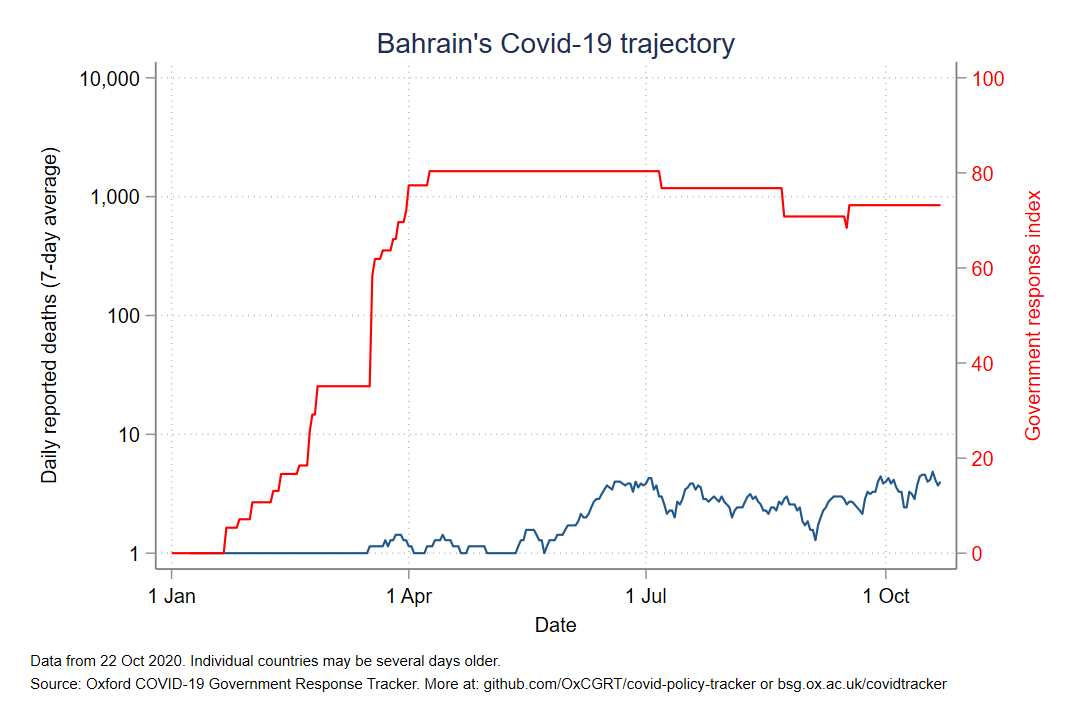 Bahrain's Covid-19 trajectory
Daily reported deaths (7-day average)
10,000
1,000
100
10
1
100
80
60
40
20
0
Government response index
1 Jan
1 Apr
1 Jul
1 Oct
Date
Data from 22 Oct 2020. Individual countries may be several days older.
Source: Oxford COVID-19 Government Response Tracker. More at: github.com/OxCGRT/covid-policy-tracker or bsg.ox.ac.uk/covidtracker